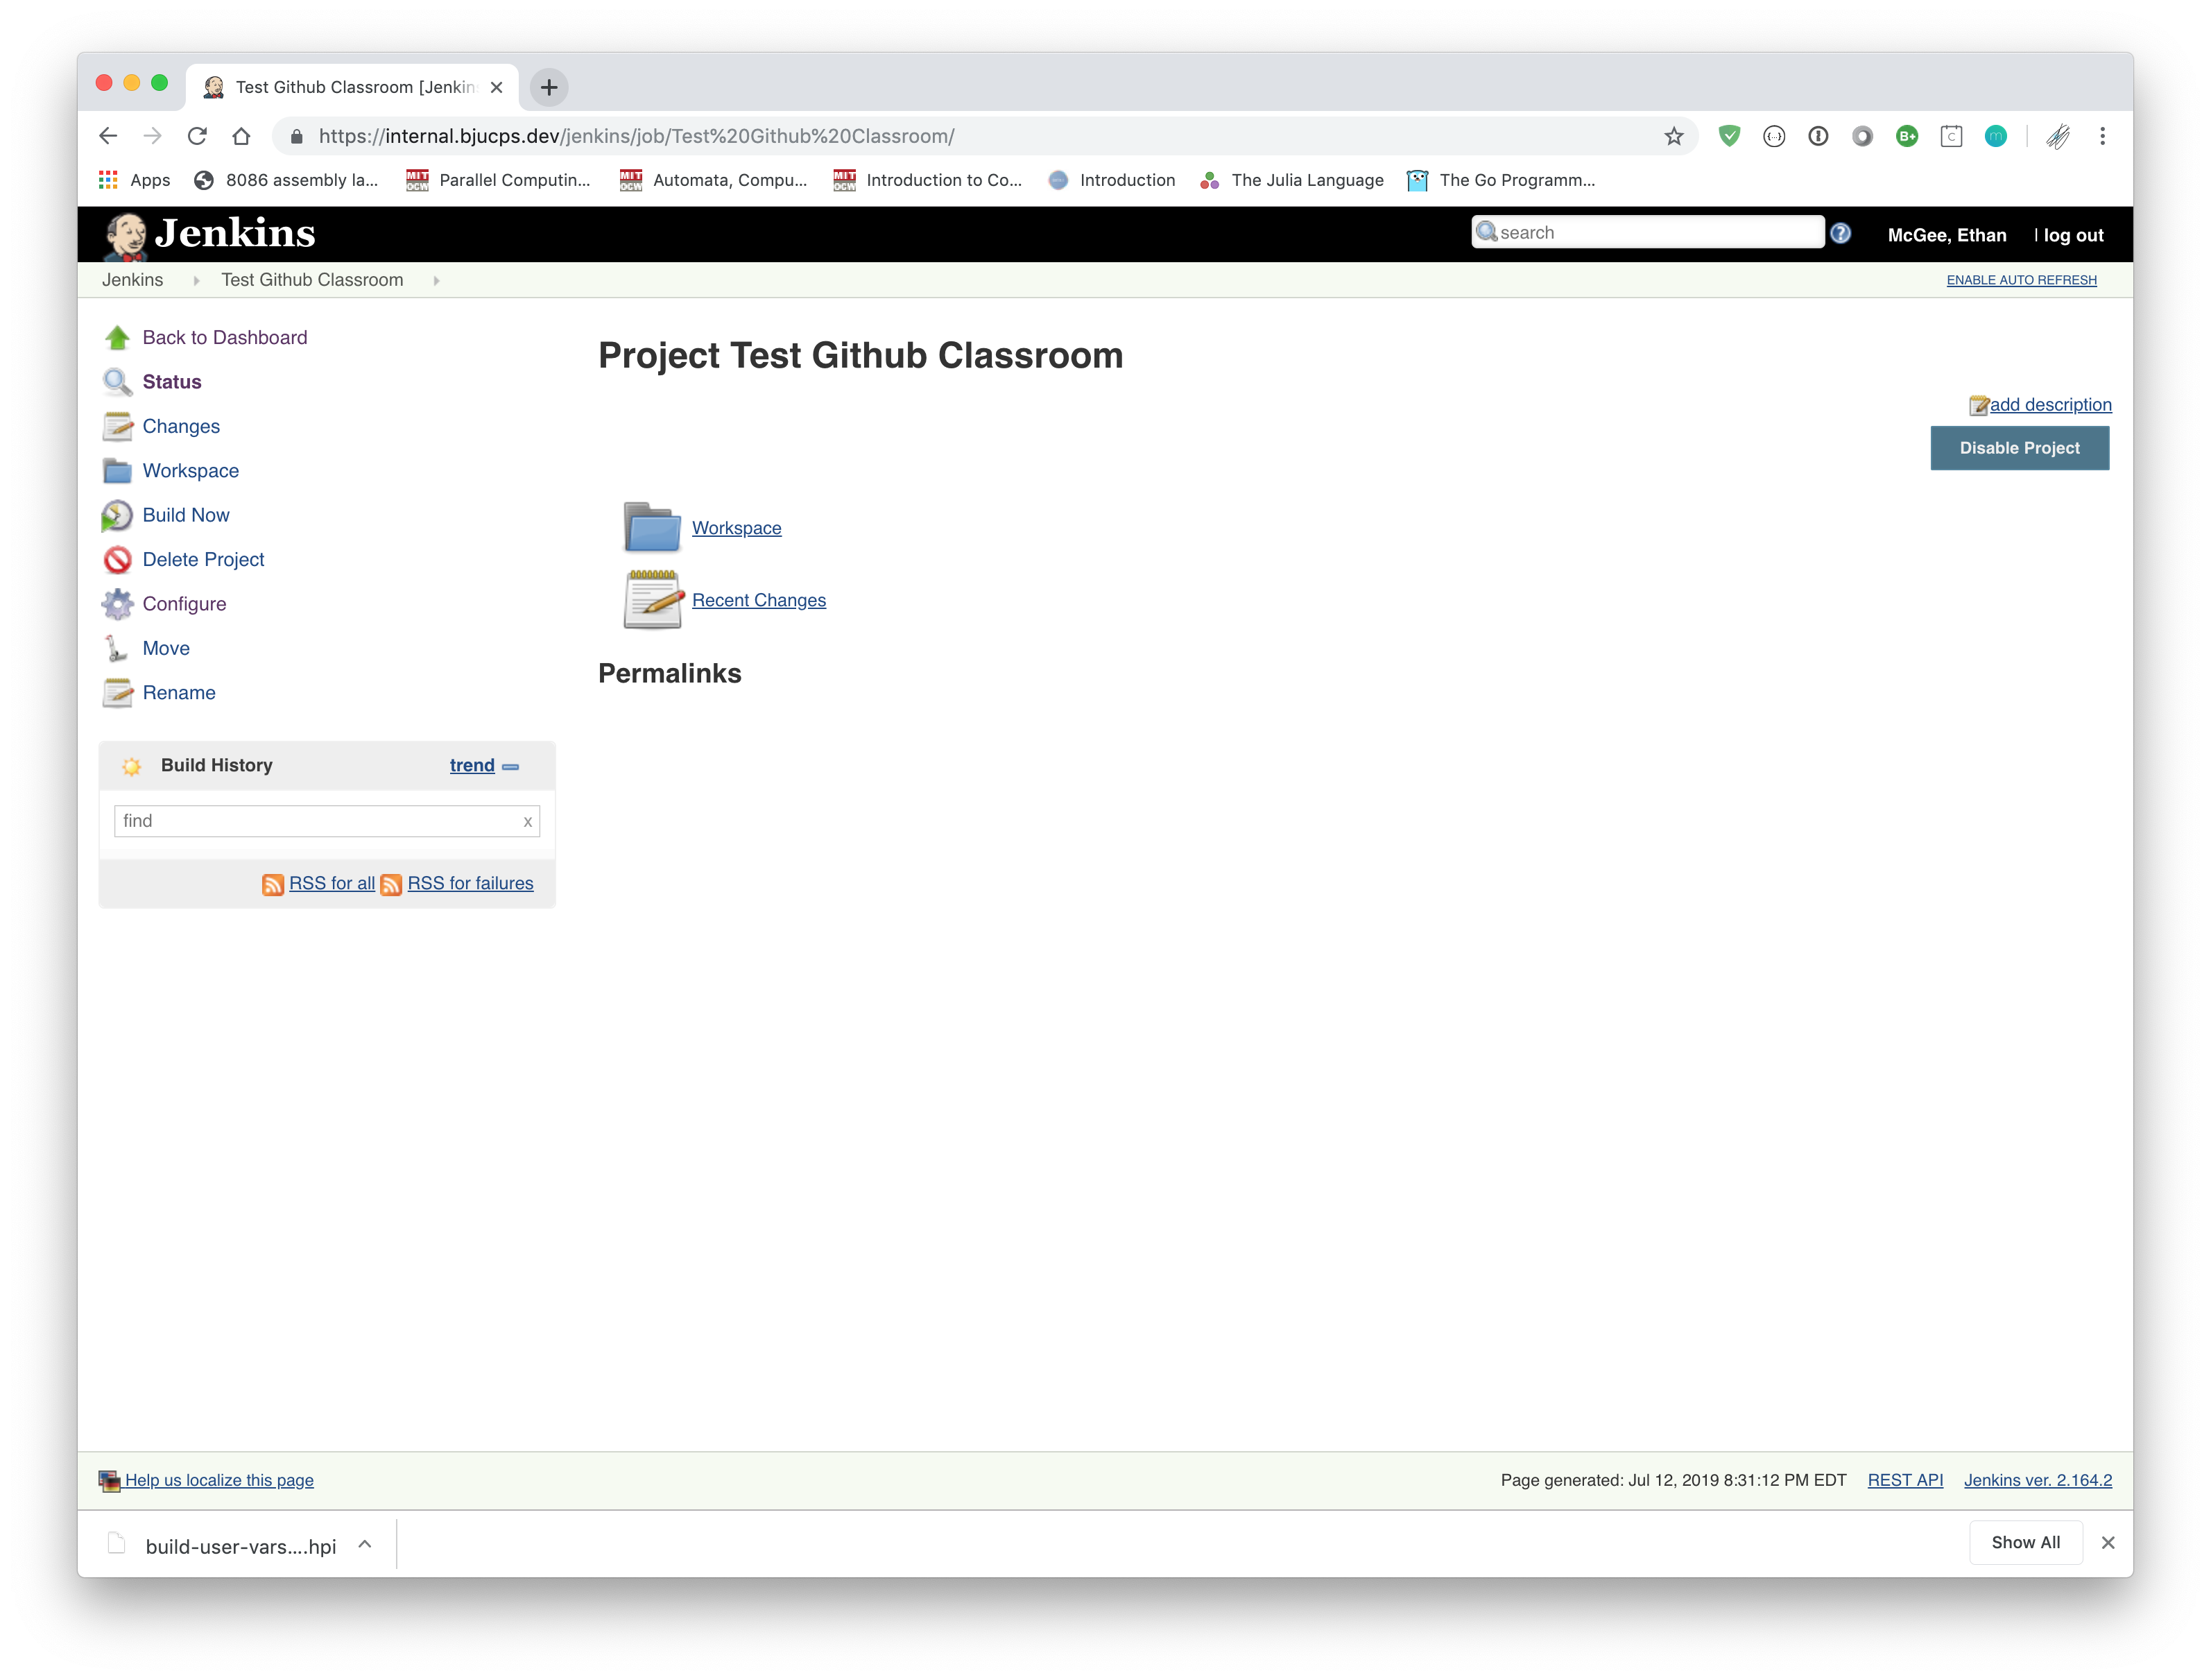 Test Github Classroom [Jenkin
https://internal.bjucps.dev/jenkins/job/Test%20Github%20Classroom/
Apps 8086 assembly la... Parallel Computin... Automata, Compu... Introduction to Co... Introduction The Julia Language The Go Programm...
Jenkins search McGee, Ethan | log out
Jenkins Test Github Classroom ENABLE AUTO REFRESH
Back to Dashboard
Status
Changes
Workspace
Build Now
Delete Project
Configure
Move
Rename
Build History trend
find x
RSS for all RSS for failures
Project Test Github Classroom
add description
Disable Project
Workspace
Recent Changes
Permalinks
Help us localize this page Page generated: Jul 12, 2019 8:31:12 PM EDT REST API Jenkins ver. 2.164.2
build-user-vars....hpi Show All